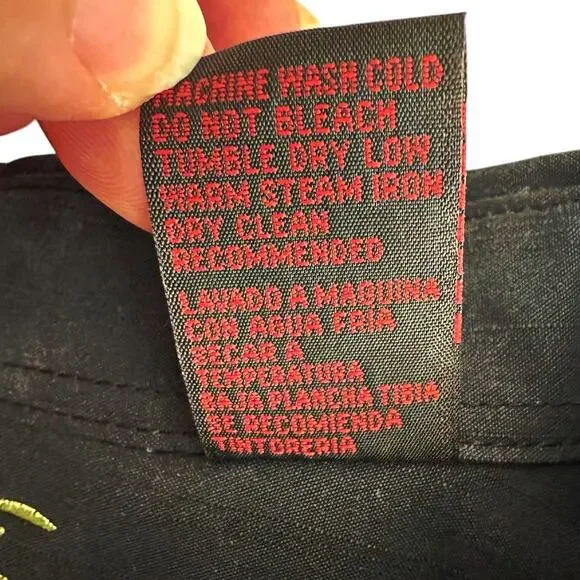 MACHINE WASH COLD
DO NOT BLEACH
TUMBLE DRY LOW
WARM STEAM IRON
DRY CLEAN
RECOMMENDED
LAVADO A MAQUINA
CON AGUA FRIA
SECAR A
TEMPERATURA
BAJA PLANCHA TIBIA
SE RECOMIENDA
TINTORERIA